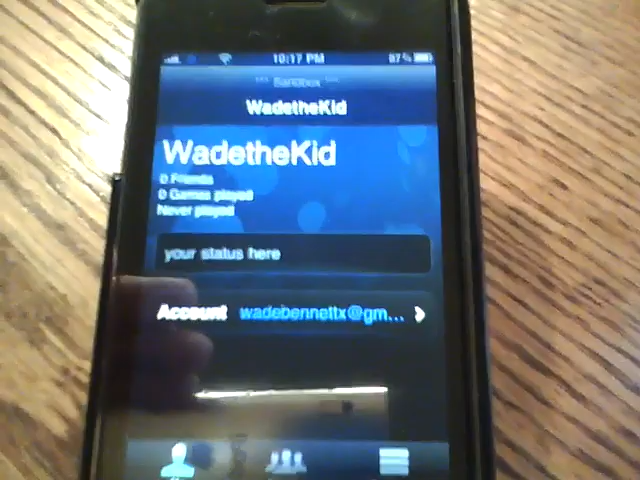 10:17 PM 87%
*** Sandbox ***
WadetheKid
WadetheKid
0 Friends
0 Games played
Never played
your status here
Account wadebennettx@gm...